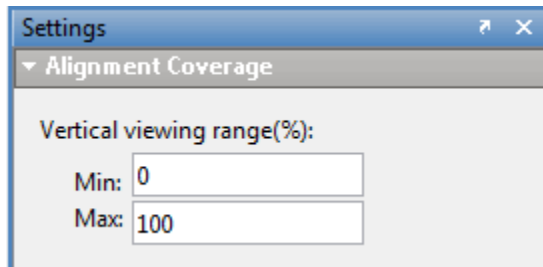 Settings
Alignment Coverage
Vertical viewing range(%):
Min: 0
Max: 100